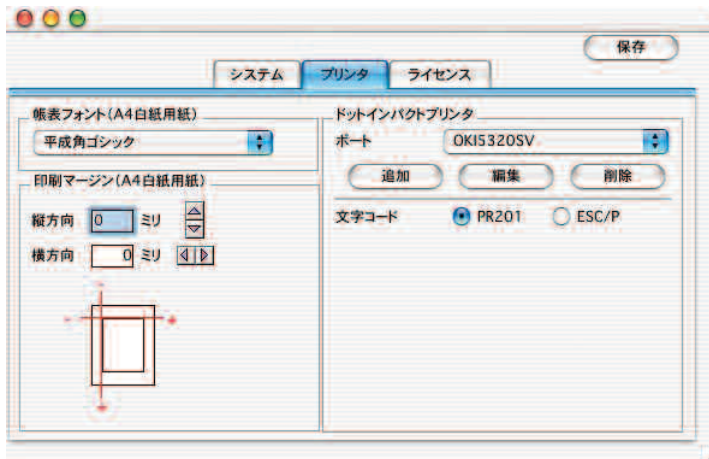 保存
システム プリンタ ライセンス
帳表フォント(A4白紙用紙)
平成角ゴシック
印刷マージン(A4白紙用紙)
縦方向 0 ミリ
横方向 0 ミリ
- +
- +
ドットインパクトプリンタ
ポート OKI5320SV
追加 編集 削除
文字コード PR201 ESC/P